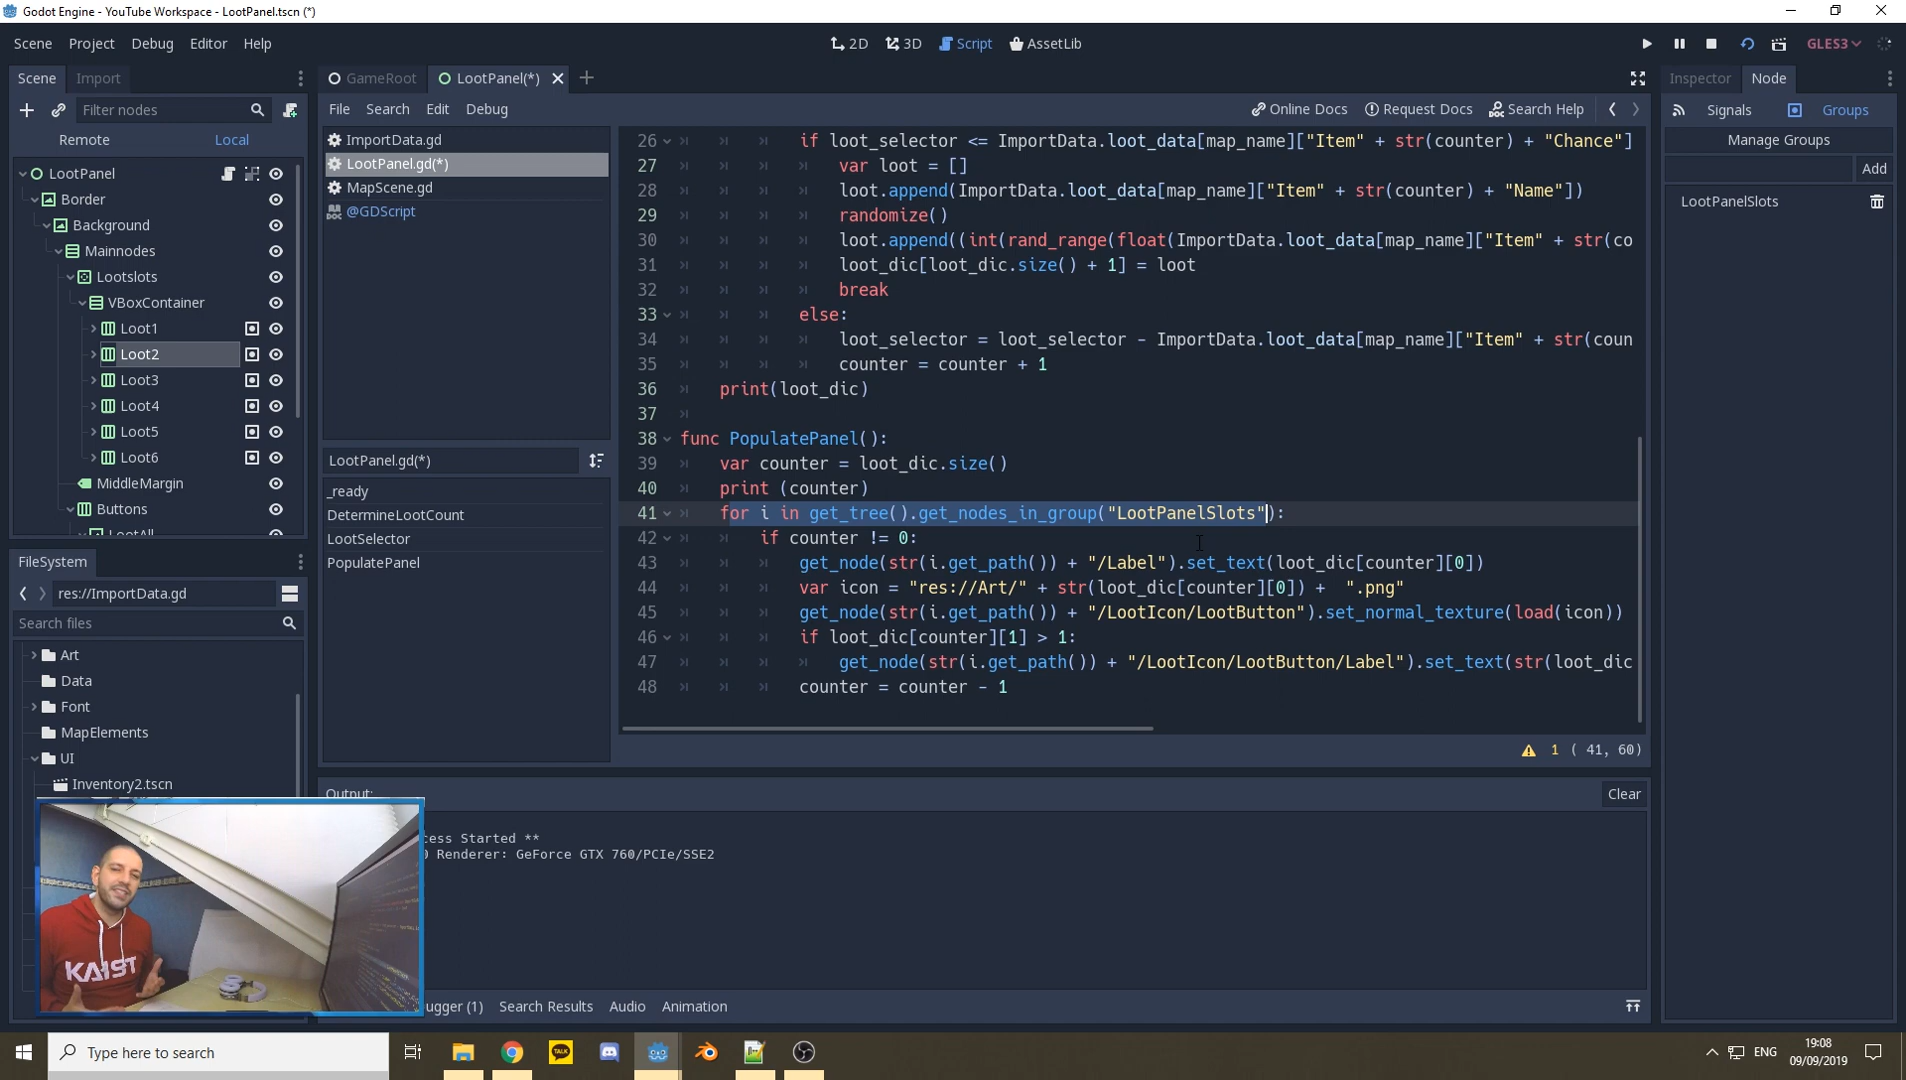 Godot Engine - YouTube Workspace - LootPanel.tscn (*)
Scene Project Debug Editor Help
2D 3D Script AssetLib
GLES3
Scene Import
GameRoot LootPanel(*)
Inspector Node
Filter nodes
File Search Edit Debug
Online Docs Request Docs Search Help
Signals Groups
Remote Local
Manage Groups
Add
LootPanelSlots
LootPanel
Border
Background
Mainnodes
Lootslots
VBoxContainer
Loot1
Loot2
Loot3
Loot4
Loot5
Loot6
MiddleMargin
Buttons
LootAll
ImportData.gd
LootPanel.gd(*)
MapScene.gd
@GDScript
LootPanel.gd(*)
_ready
DetermineLootCount
LootSelector
PopulatePanel
26 if loot_selector <= ImportData.loot_data[map_name]["Item" + str(counter) + "Chance"]
27 var loot = []
28 loot.append(ImportData.loot_data[map_name]["Item" + str(counter) + "Name"])
29 randomize()
30 loot.append((int(rand_range(float(ImportData.loot_data[map_name]["Item" + str(co
31 loot_dic[loot_dic.size() + 1] = loot
32 break
33 else:
34 loot_selector = loot_selector - ImportData.loot_data[map_name]["Item" + str(coun
35 counter = counter + 1
36 print(loot_dic)
37
38 func PopulatePanel():
39 var counter = loot_dic.size()
40 print (counter)
41 for i in get_tree().get_nodes_in_group("LootPanelSlots"):
42 if counter != 0:
43 get_node(str(i.get_path()) + "/Label").set_text(loot_dic[counter][0])
44 var icon = "res://Art/" + str(loot_dic[counter][0]) + ".png"
45 get_node(str(i.get_path()) + "/LootIcon/LootButton").set_normal_texture(load(icon))
46 if loot_dic[counter][1] > 1:
47 get_node(str(i.get_path()) + "/LootIcon/LootButton/Label").set_text(str(loot_dic
48 counter = counter - 1
1 ( 41, 60)
FileSystem
res://ImportData.gd
Search files
Art
Data
Font
MapElements
UI
Inventory2.tscn
Output:
Clear
cess Started **
0 Renderer: GeForce GTX 760/PCIe/SSE2
KAIST
ugger (1) Search Results Audio Animation
Type here to search
TALK
ENG
19:08
09/09/2019